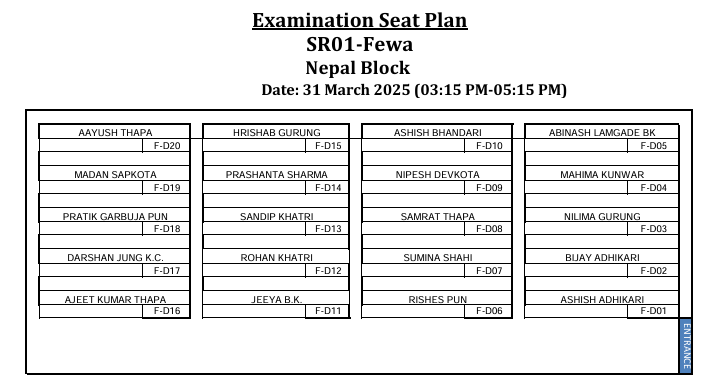 Examination Seat Plan
SR01-Fewa
Nepal Block
Date: 31 March 2025 (03:15 PM-05:15 PM)
AAYUSH THAPA HRISHAB GURUNG ASHISH BHANDARI ABINASH LAMGADE BK
F-D20 F-D15 F-D10 F-D05
MADAN SAPKOTA PRASHANTA SHARMA NIPESH DEVKOTA MAHIMA KUNWAR
F-D19 F-D14 F-D09 F-D04
PRATIK GARBUJA PUN SANDIP KHATRI SAMRAT THAPA NILIMA GURUNG
F-D18 F-D13 F-D08 F-D03
DARSHAN JUNG K.C. ROHAN KHATRI SUMINA SHAHI BIJAY ADHIKARI
F-D17 F-D12 F-D07 F-D02
AJEET KUMAR THAPA JEEYA B.K. RISHES PUN ASHISH ADHIKARI
F-D16 F-D11 F-D06 F-D01
ENTRANCE